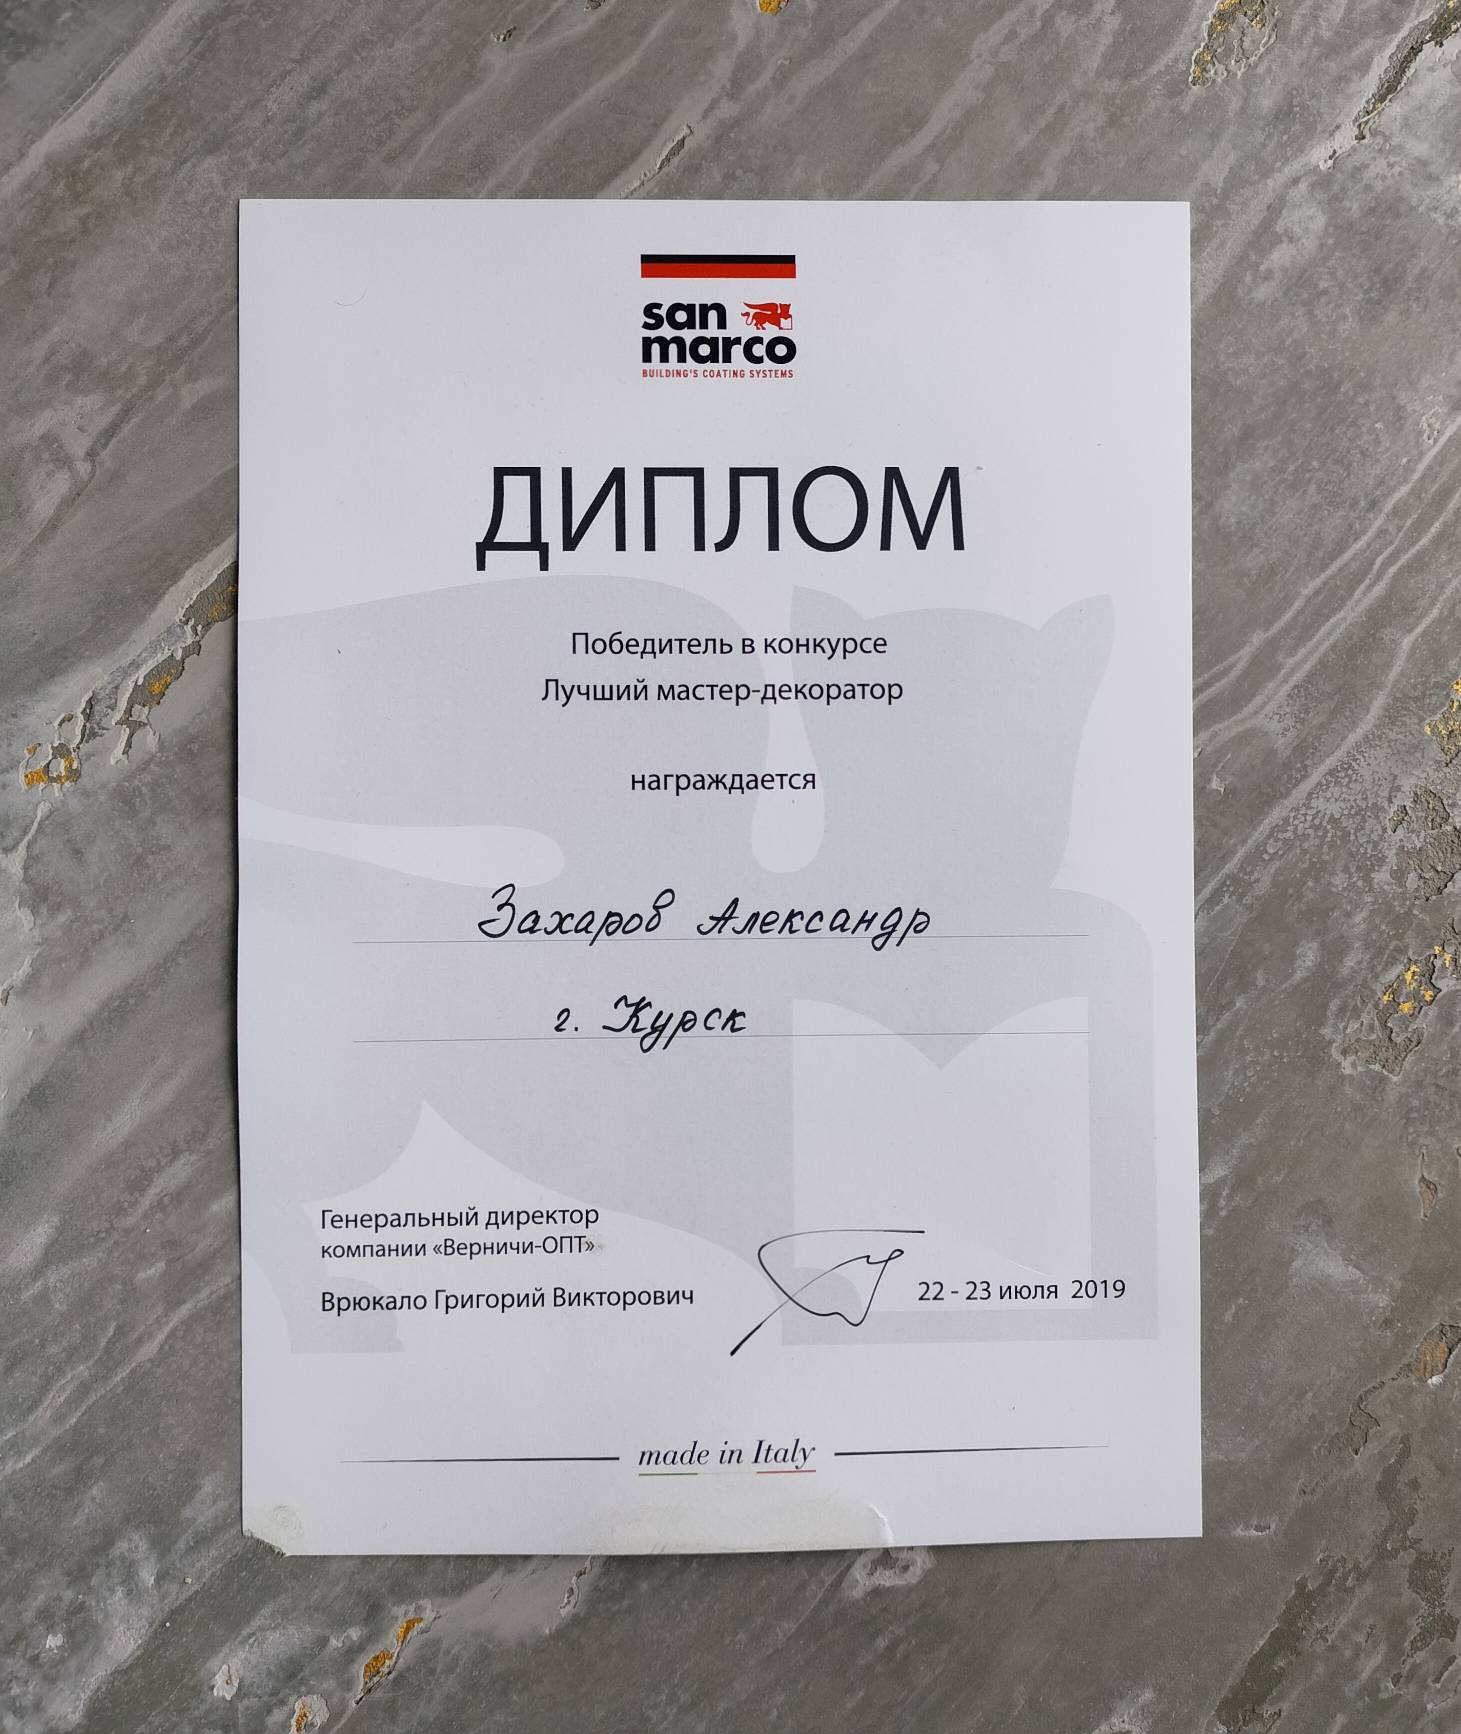 san
marco
BUILDING'S COATING SYSTEMS
ДИПЛОМ
Победитель в конкурсе
Лучший мастер-декоратор
награждается
Захаров Александр
г. Курск
Генеральный директор
компании «Верничи-ОПТ»
Врюкало Григорий Викторович
22 - 23 июля 2019
made in Italy